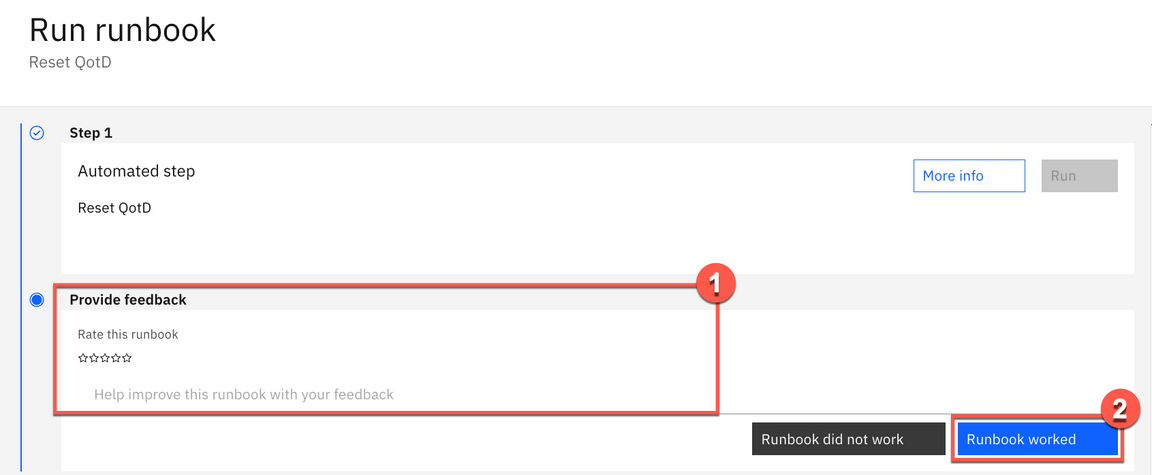 Run runbook
Reset QotD
Step 1
Automated step
More info
Run
Reset QotD
1
Provide feedback
Rate this runbook
Help improve this runbook with your feedback
2
Runbook did not work
Runbook worked